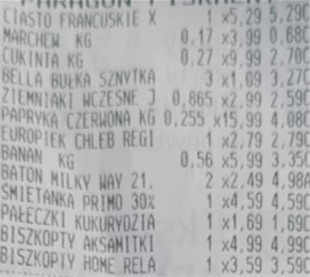 PARAGON FISKALNY
CIASTO FRANCUSKIE X 1 x5,29 5,29C
MARCHEW KG 0,17 x3,99 0,68C
CUKINIA KG 0,27 x9,99 2,70C
BELLA BUŁKA SZNYTKA 3 x1,09 3,27C
ZIEMNIAKI WCZESNE J 0,865 x2,99 2,59C
PAPRYKA CZERWONA KG 0,255 x15,99 4,08C
EUROPIEK CHLEB REGI 1 x2,79 2,79C
BANAN KG 0,56 x5,99 3,35C
BATON MILKY WAY 21, 2 x2,49 4,98A
ŚMIETANKA PRIMO 30% 1 x4,59 4,59C
PAŁECZKI KUKURYDZIA 1 x1,69 1,69C
BISZKOPTY AKSAMITKI 1 x4,99 4,99C
BISZKOPTY HOME RELA 1 x3,59 3,59C